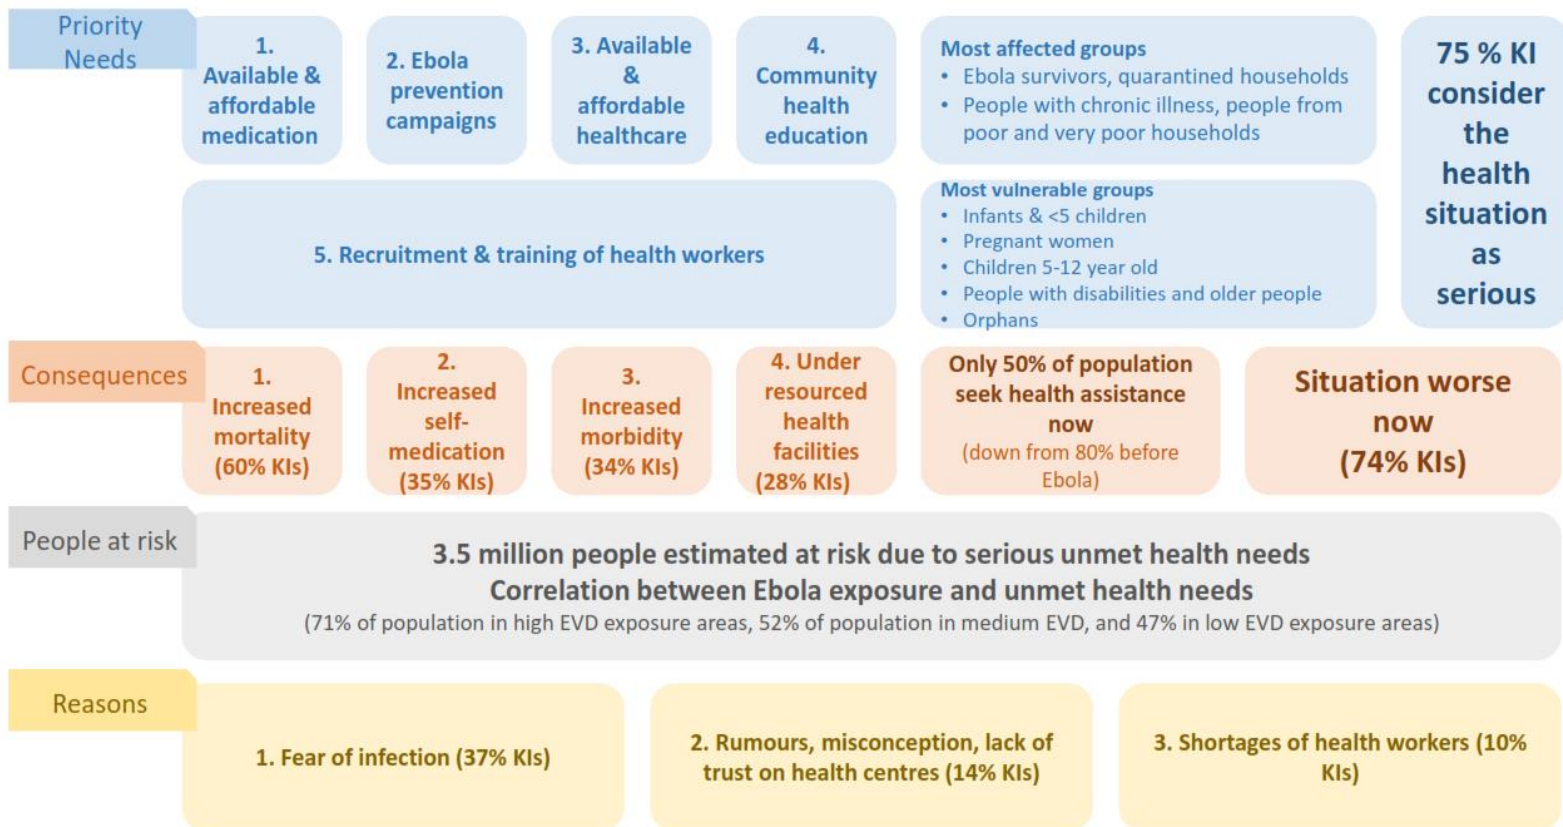 Priority
Needs
1.
Available &
affordable
medication
2. Ebola
prevention
campaigns
3. Available
&
affordable
healthcare
4.
Community
health
education
Most affected groups
• Ebola survivors, quarantined households
• People with chronic illness, people from
poor and very poor households
75 % KI
consider
the
health
situation
as
serious
5. Recruitment & training of health workers
Most vulnerable groups
• Infants & <5 children
• Pregnant women
• Children 5-12 year old
• People with disabilities and older people
• Orphans
Consequences
1.
Increased
mortality
(60% KIs)
2.
Increased
self-
medication
(35% KIs)
3.
Increased
morbidity
(34% KIs)
4. Under
resourced
health
facilities
(28% KIs)
Only 50% of population
seek health assistance
now
(down from 80% before
Ebola)
Situation worse
now
(74% KIs)
People at risk
3.5 million people estimated at risk due to serious unmet health needs
Correlation between Ebola exposure and unmet health needs
(71% of population in high EVD exposure areas, 52% of population in medium EVD, and 47% in low EVD exposure areas)
Reasons
1. Fear of infection (37% KIs)
2. Rumours, misconception, lack of
trust on health centres (14% KIs)
3. Shortages of health workers (10%
KIs)